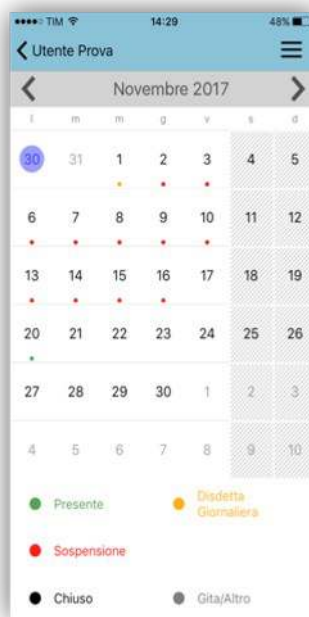 TIM 14:29 48%
Utente Prova
Novembre 2017
l m m g v s d
30 31 1 2 3 4 5
6 7 8 9 10 11 12
13 14 15 16 17 18 19
20 21 22 23 24 25 26
27 28 29 30 1 2 3
4 5 6 7 8 9 10
Presente Disdetta
Giornaliera
Sospensione
Chiuso Gita/Altro